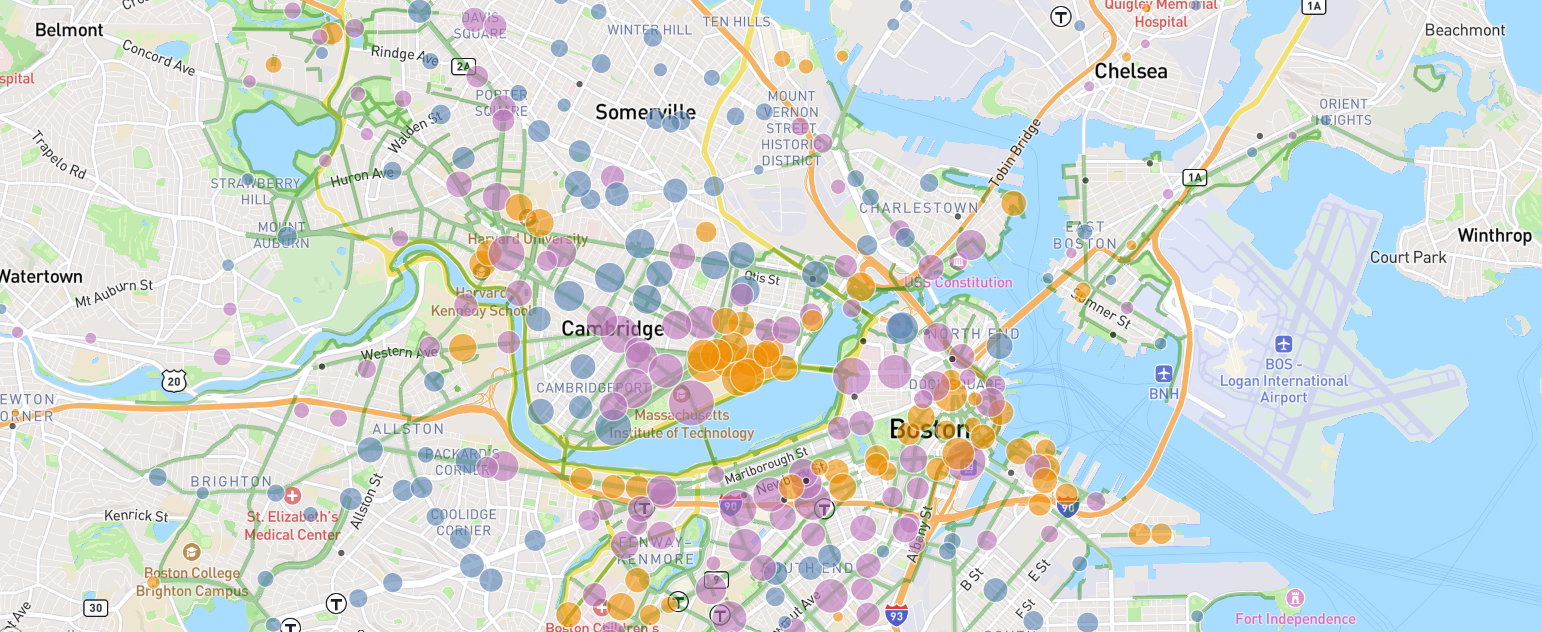 Belmont
Concord Ave
spital
Trapelo Rd
Rindge Ave
2A
DAVIS
SQUARE
WINTER HILL
TEN HILLS
Quigley Memorial
Hospital
T
1A
Beachmont
Chelsea
PORTER
SQUARE
Somerville
MOUNT
VERNON
STREET
HISTORIC
DISTRICT
ORIENT
HEIGHTS
Walden St
Huron Ave
STRAWBERRY
HILL
MOUNT
AUBURN
Tobin Bridge
1A
CHARLESTOWN
EAST
BOSTON
Winthrop
Court Park
Harvard University
Watertown
Mt Auburn St
Harvard
Kennedy School
Otis St
USS Constitution
Sumner St
Cambridge
NORTH END
Western Ave
20
EWTON
ORNER
CAMBRIDGEPORT
Massachusetts
Institute of Technology
DOCK SQUARE
Boston
BOS -
Logan International
Airport
BNH
ALLSTON
PACKARD'S
CORNER
Marlborough St
BRIGHTON
Allston St
Kenrick St
St. Elizabeth's
Medical Center
COOLIDGE
CORNER
T
90
T
90
Albany St
FENWAY-
KENMORE
SOUTH END
Boston College
Brighton Campus
9
B St
E St
F St
30
T
T
T
T
93
Boston Children's
Fort Independence